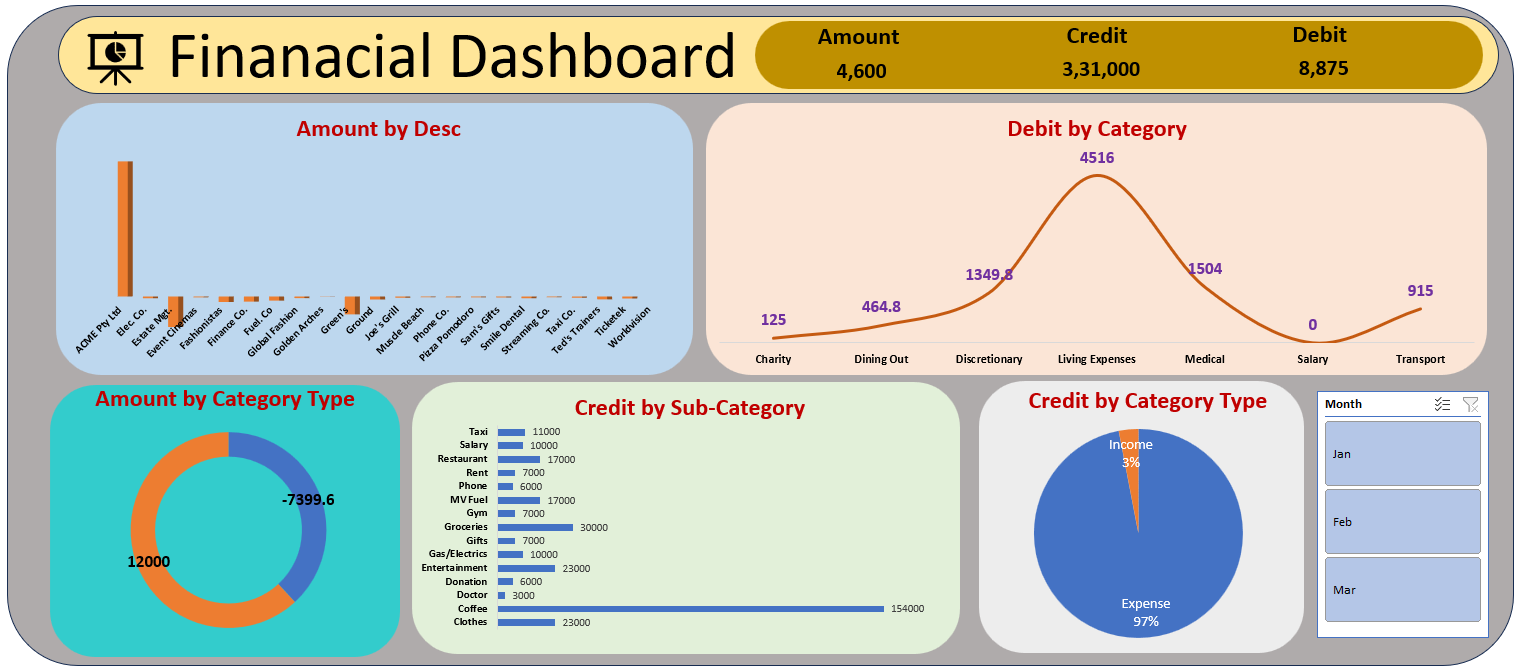 Finanacial Dashboard
Amount
4,600
Credit
3,31,000
Debit
8,875
Amount by Desc
ACME Pty Ltd
Elec. Co.
Estate Mgt.
Event Cinemas
Fashionistas
Finance Co.
Fuel. Co
Global Fashion
Golden Arches
Green's
Ground
Joe's Grill
Muscle Beach
Phone Co.
Pizza Pomodoro
Sam's Gifts
Smile Dental
Streaming Co.
Taxi Co.
Ted's Trainers
Ticketek
Worldvision
Debit by Category
125
464.8
1349.8
4516
1504
0
915
Charity
Dining Out
Discretionary
Living Expenses
Medical
Salary
Transport
Amount by Category Type
-7399.6
12000
Credit by Sub-Category
Taxi 11000
Salary 10000
Restaurant 17000
Rent 7000
Phone 6000
MV Fuel 17000
Gym 7000
Groceries 30000
Gifts 7000
Gas/Electrics 10000
Entertainment 23000
Donation 6000
Doctor 3000
Coffee 154000
Clothes 23000
Credit by Category Type
Income
3%
Expense
97%
Month
Jan
Feb
Mar